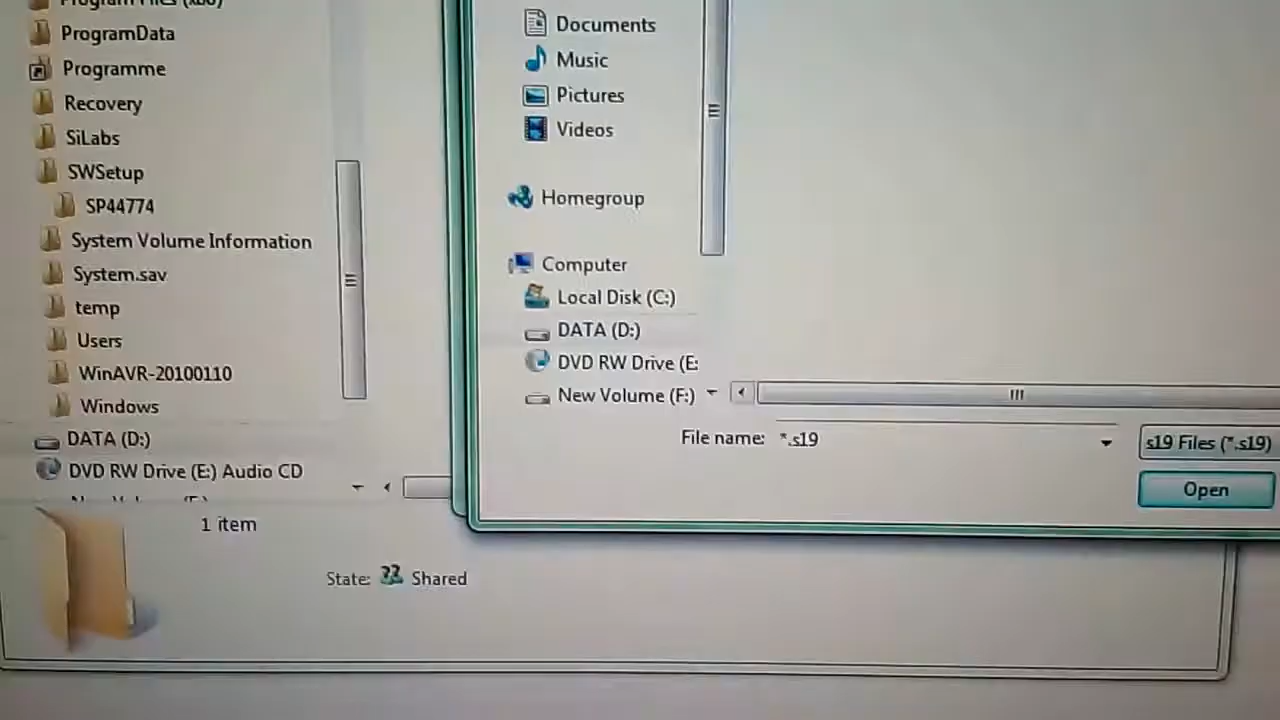 Program Files (x86)
ProgramData
Programme
Recovery
SiLabs
SWSetup
SP44774
System Volume Information
System.sav
temp
Users
WinAVR-20100110
Windows
DATA (D:)
DVD RW Drive (E:) Audio CD
1 item
State: Shared
Documents
Music
Pictures
Videos
Homegroup
Computer
Local Disk (C:)
DATA (D:)
DVD RW Drive (E:
New Volume (F:)
File name: *.s19
s19 Files (*.s19)
Open